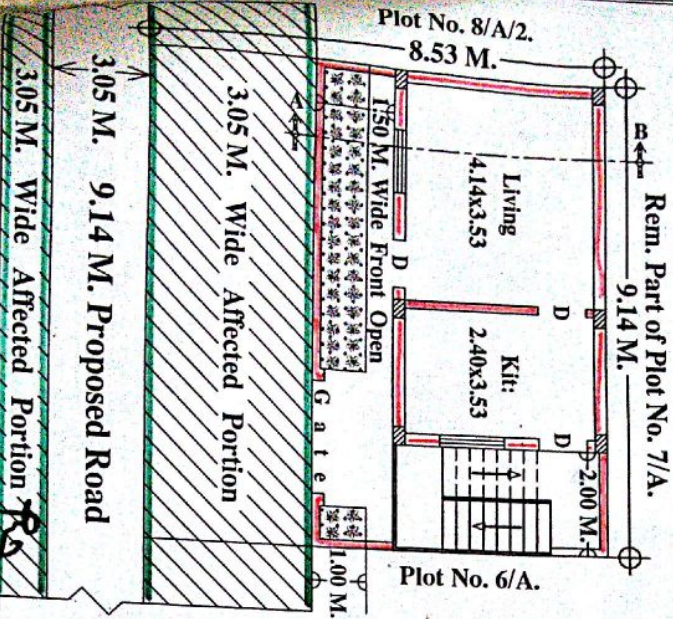 Plot No. 8/A/2.
8.53 M.
B
Rem. Part of Plot No. 7/A.
9.14 M.
A
1.50 M. Wide Front Open
Living
4.14x3.53
D
D
Kit:
2.40x3.53
D
2.00 M.
Gate
1.00 M.
Plot No. 6/A.
3.05 M. Wide Affected Portion
3.05 M. 9.14 M. Proposed Road
3.05 M. Wide Affected Portion